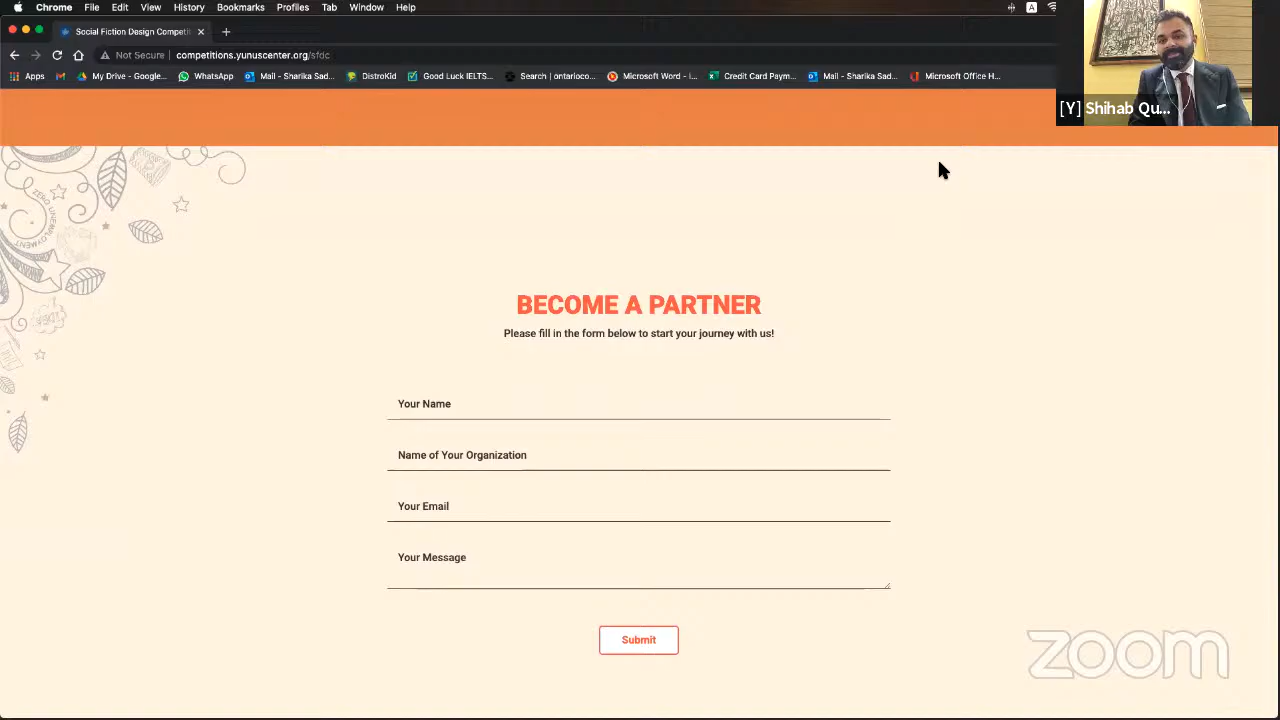 Chrome File Edit View History Bookmarks Profiles Tab Window Help
A
Social Fiction Design Competi
Not Secure competitions.yunuscenter.org/sfdc
Apps My Drive - Google... WhatsApp Mail - Sharika Sad... DistroKid Good Luck IELTS... Search | ontarioco... Microsoft Word - i... Credit Card Paym... Mail - Sharika Sad... Microsoft Office H...
[Y] Shihab Qu...
ZERO UNEMPLOYMENT
BECOME A PARTNER
Please fill in the form below to start your journey with us!
Your Name
Name of Your Organization
Your Email
Your Message
Submit
zoom